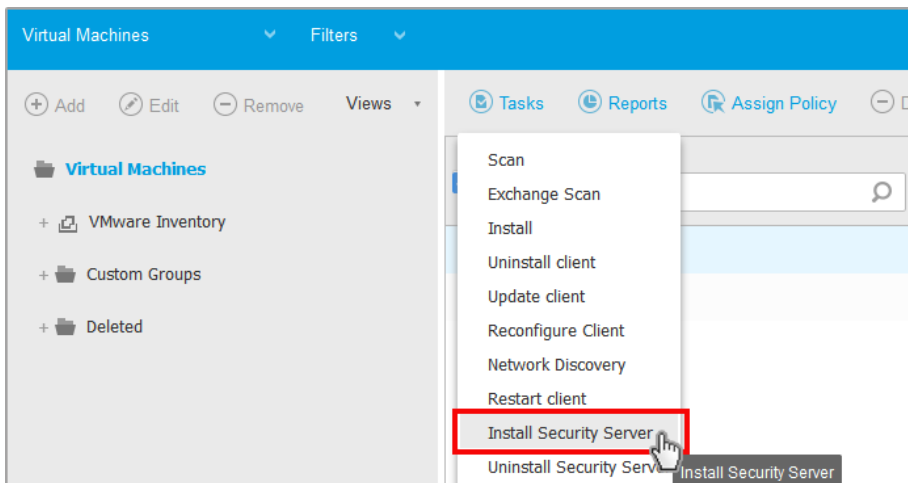 Virtual Machines
Filters
Add
Edit
Remove
Views
Tasks
Reports
Assign Policy
Virtual Machines
VMware Inventory
Custom Groups
Deleted
Scan
Exchange Scan
Install
Uninstall client
Update client
Reconfigure Client
Network Discovery
Restart client
Install Security Server
Uninstall Security
Install Security Server